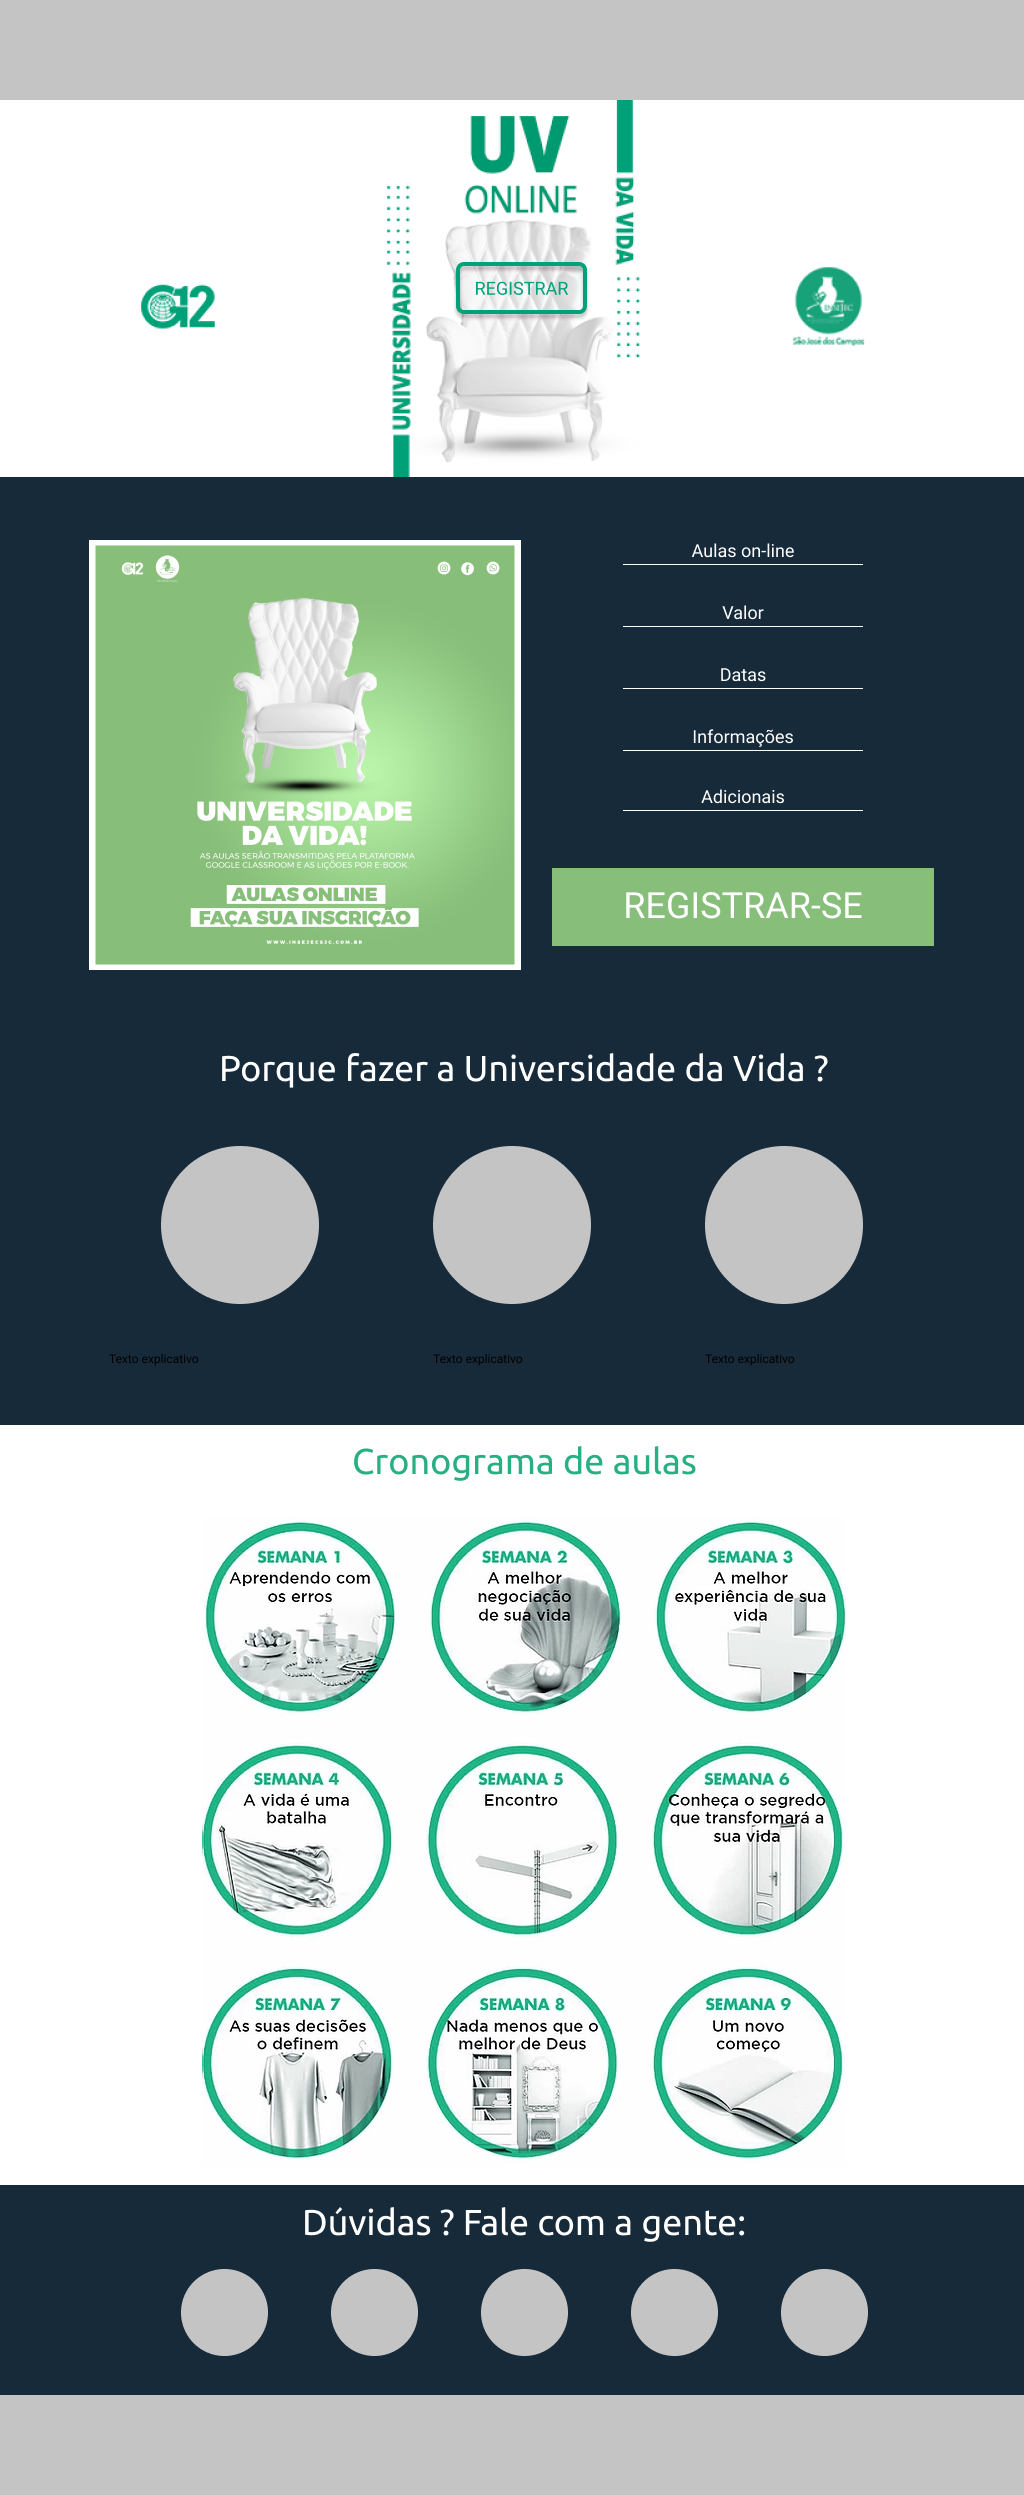 UV
ONLINE
DA VIDA
UNIVERSIDADE
REGISTRAR
G12
São José dos Campos
G12
UNIVERSIDADE
DA VIDA!
AS AULAS SERÃO TRANSMITIDAS PELA PLATAFORMA
GOOGLE CLASSROOM E AS LIÇÕES POR E-BOOK.
AULAS ONLINE
FAÇA SUA INSCRIÇÃO
WWW.INSEJECSJC.COM.BR
Aulas on-line
Valor
Datas
Informações
Adicionais
REGISTRAR-SE
Porque fazer a Universidade da Vida ?
Texto explicativo
Texto explicativo
Texto explicativo
Cronograma de aulas
SEMANA 1
Aprendendo com
os erros
SEMANA 2
A melhor
negociação
de sua vida
SEMANA 3
A melhor
experiência de sua
vida
SEMANA 4
A vida é uma
batalha
SEMANA 5
Encontro
SEMANA 6
Conheça o segredo
que transformará a
sua vida
SEMANA 7
As suas decisões
o definem
SEMANA 8
Nada menos que o
melhor de Deus
SEMANA 9
Um novo
começo
Dúvidas ? Fale com a gente: